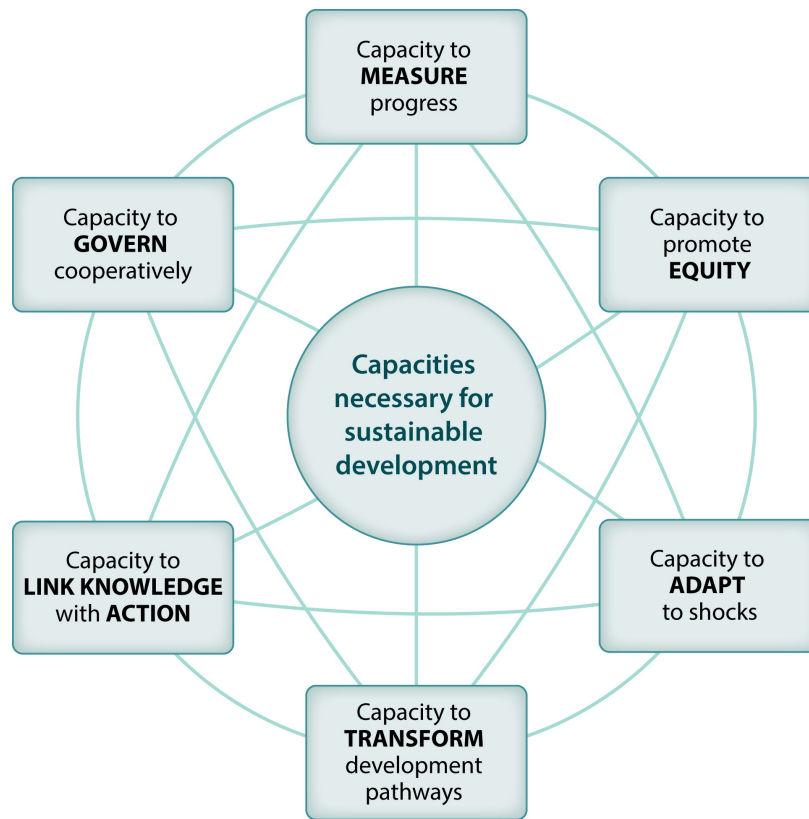 Capacity to
MEASURE
progress
Capacity to
GOVERN
cooperatively
Capacity to
promote
EQUITY
Capacities
necessary for
sustainable
development
Capacity to
LINK KNOWLEDGE
with ACTION
Capacity to
ADAPT
to shocks
Capacity to
TRANSFORM
development
pathways